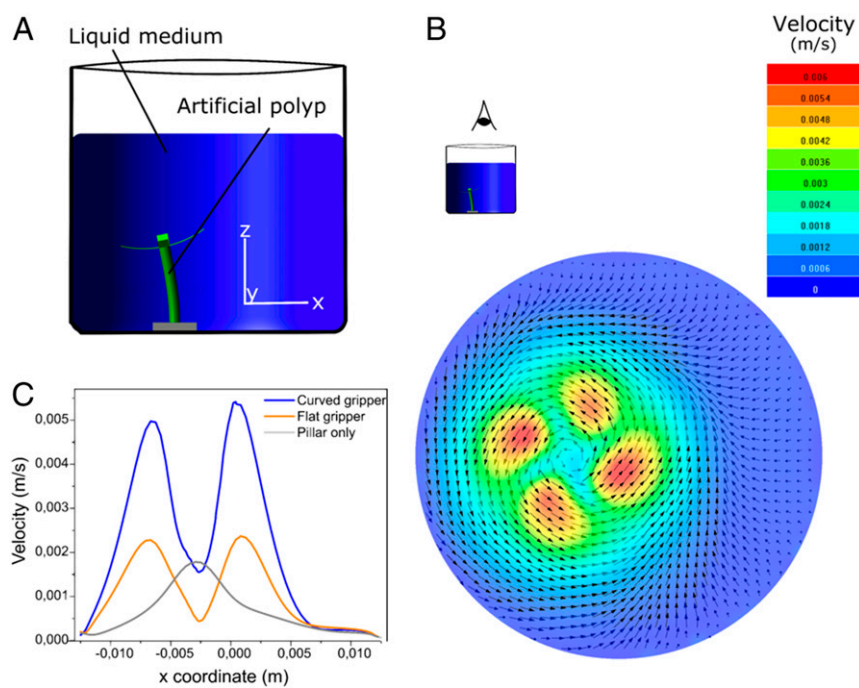 A
Liquid medium
Artificial polyp
z
y
x
B
Velocity
(m/s)
0.006
0.0054
0.0048
0.0042
0.0036
0.003
0.0024
0.0018
0.0012
0.0006
0
C
Curved gripper
Flat gripper
Pillar only
0,005
0,004
0,003
0,002
0,001
0,000
Velocity (m/s)
-0,010 -0,005 0,000 0,005 0,010
x coordinate (m)